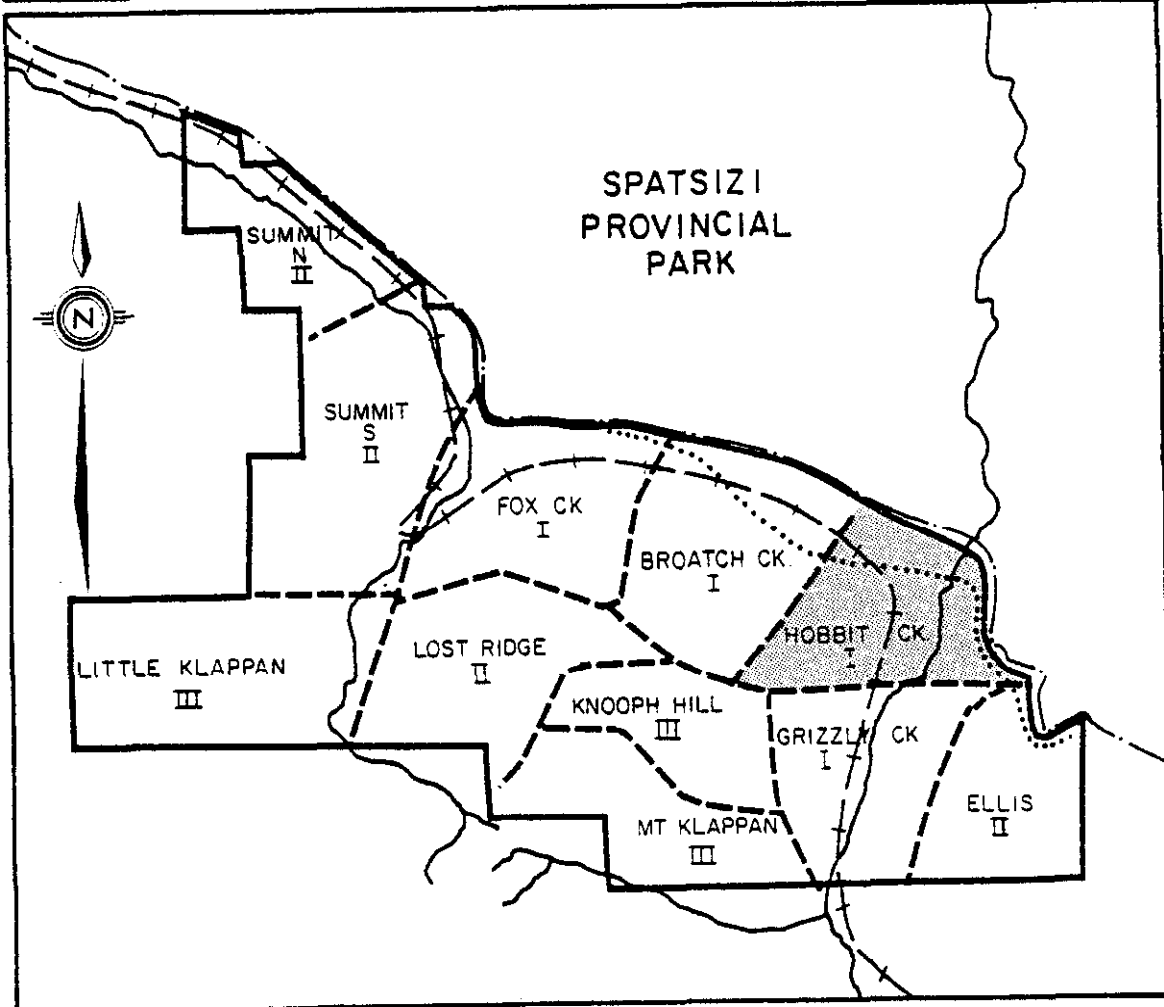 SPATSIZI
PROVINCIAL
PARK
SUMMIT
N
II
N
SUMMIT
S
II
FOX CK
I
BROATCH CK.
I
HOBBIT CK
I
LITTLE KLAPPAN
III
LOST RIDGE
II
KNOOPH HILL
III
GRIZZLY CK
I
ELLIS
II
MT KLAPPAN
III